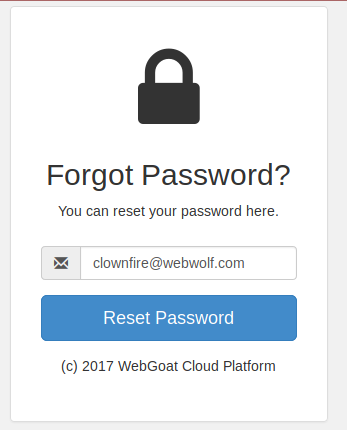 Forgot Password?
You can reset your password here.
clownfire@webwolf.com
Reset Password
(c) 2017 WebGoat Cloud Platform